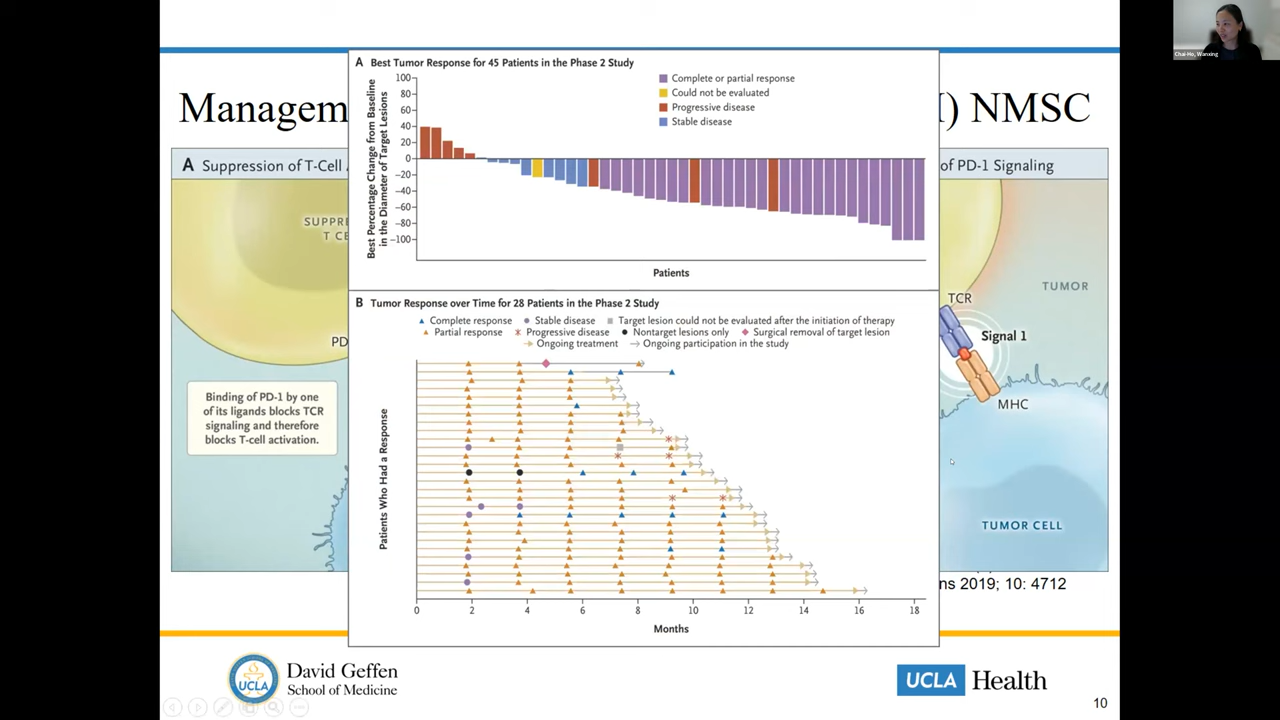 Chai-Ho, Wanxing
Managem
I) NMSC
A Suppression of T-Cell A
of PD-1 Signaling
SUPPRE
T CE
PD
Binding of PD-1 by one
of its ligands blocks TCR
signaling and therefore
blocks T-cell activation.
TUMOR
TCR
Signal 1
MHC
TUMOR CELL
ns 2019; 10: 4712
A Best Tumor Response for 45 Patients in the Phase 2 Study
Best Percentage Change from Baseline
in the Diameter of Target Lesions
100
80
60
40
20
0
−20
−40
−60
−80
−100
Complete or partial response
Could not be evaluated
Progressive disease
Stable disease
Patients
B Tumor Response over Time for 28 Patients in the Phase 2 Study
Complete response Stable disease Target lesion could not be evaluated after the initiation of therapy
Partial response Progressive disease Nontarget lesions only Surgical removal of target lesion
Ongoing treatment Ongoing participation in the study
Patients Who Had a Response
0 2 4 6 8 10 12 14 16 18
Months
UCLA
David Geffen
School of Medicine
UCLA Health
10